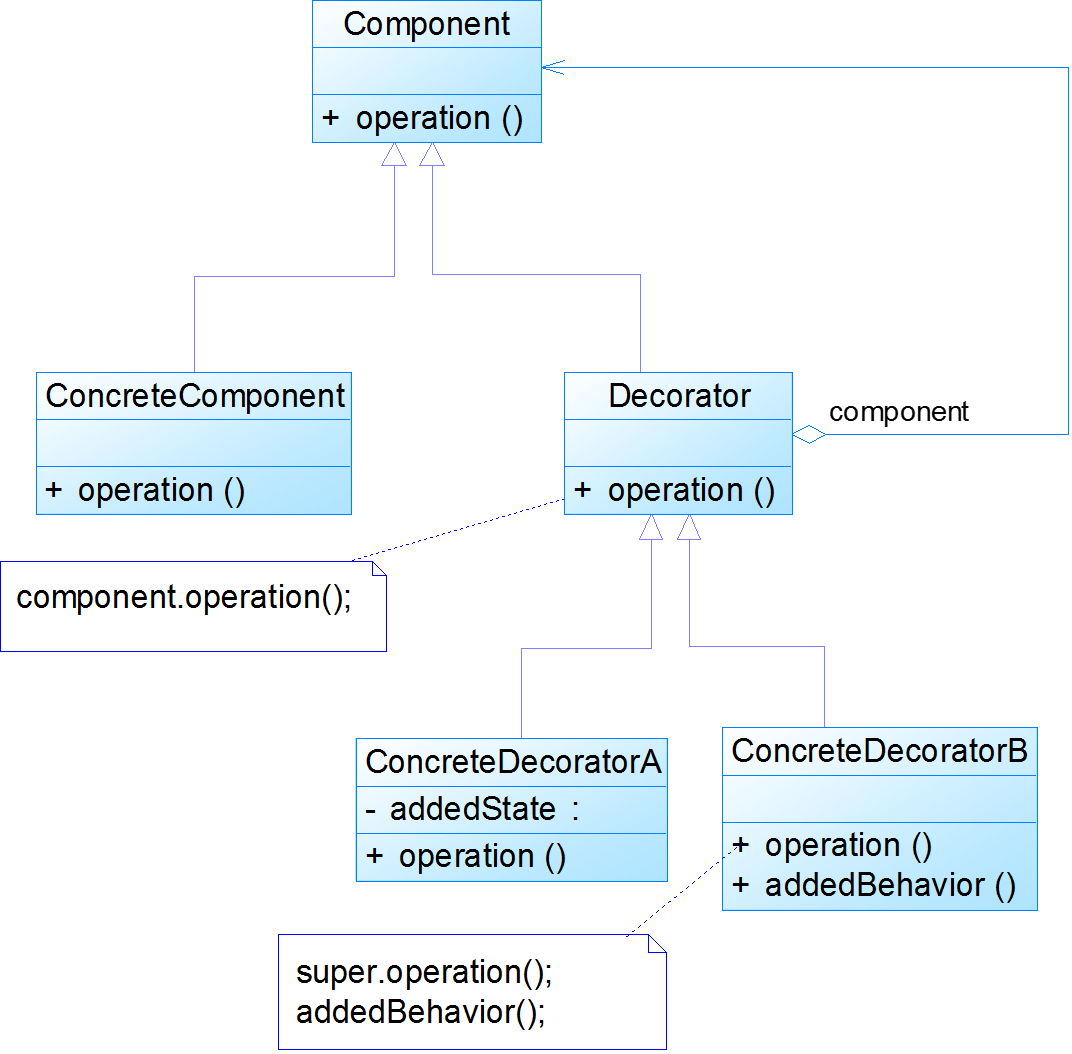 Component
+ operation ()
ConcreteComponent
+ operation ()
Decorator
+ operation ()
component
component.operation();
ConcreteDecoratorA
- addedState :
+ operation ()
ConcreteDecoratorB
+ operation ()
+ addedBehavior ()
super.operation();
addedBehavior();